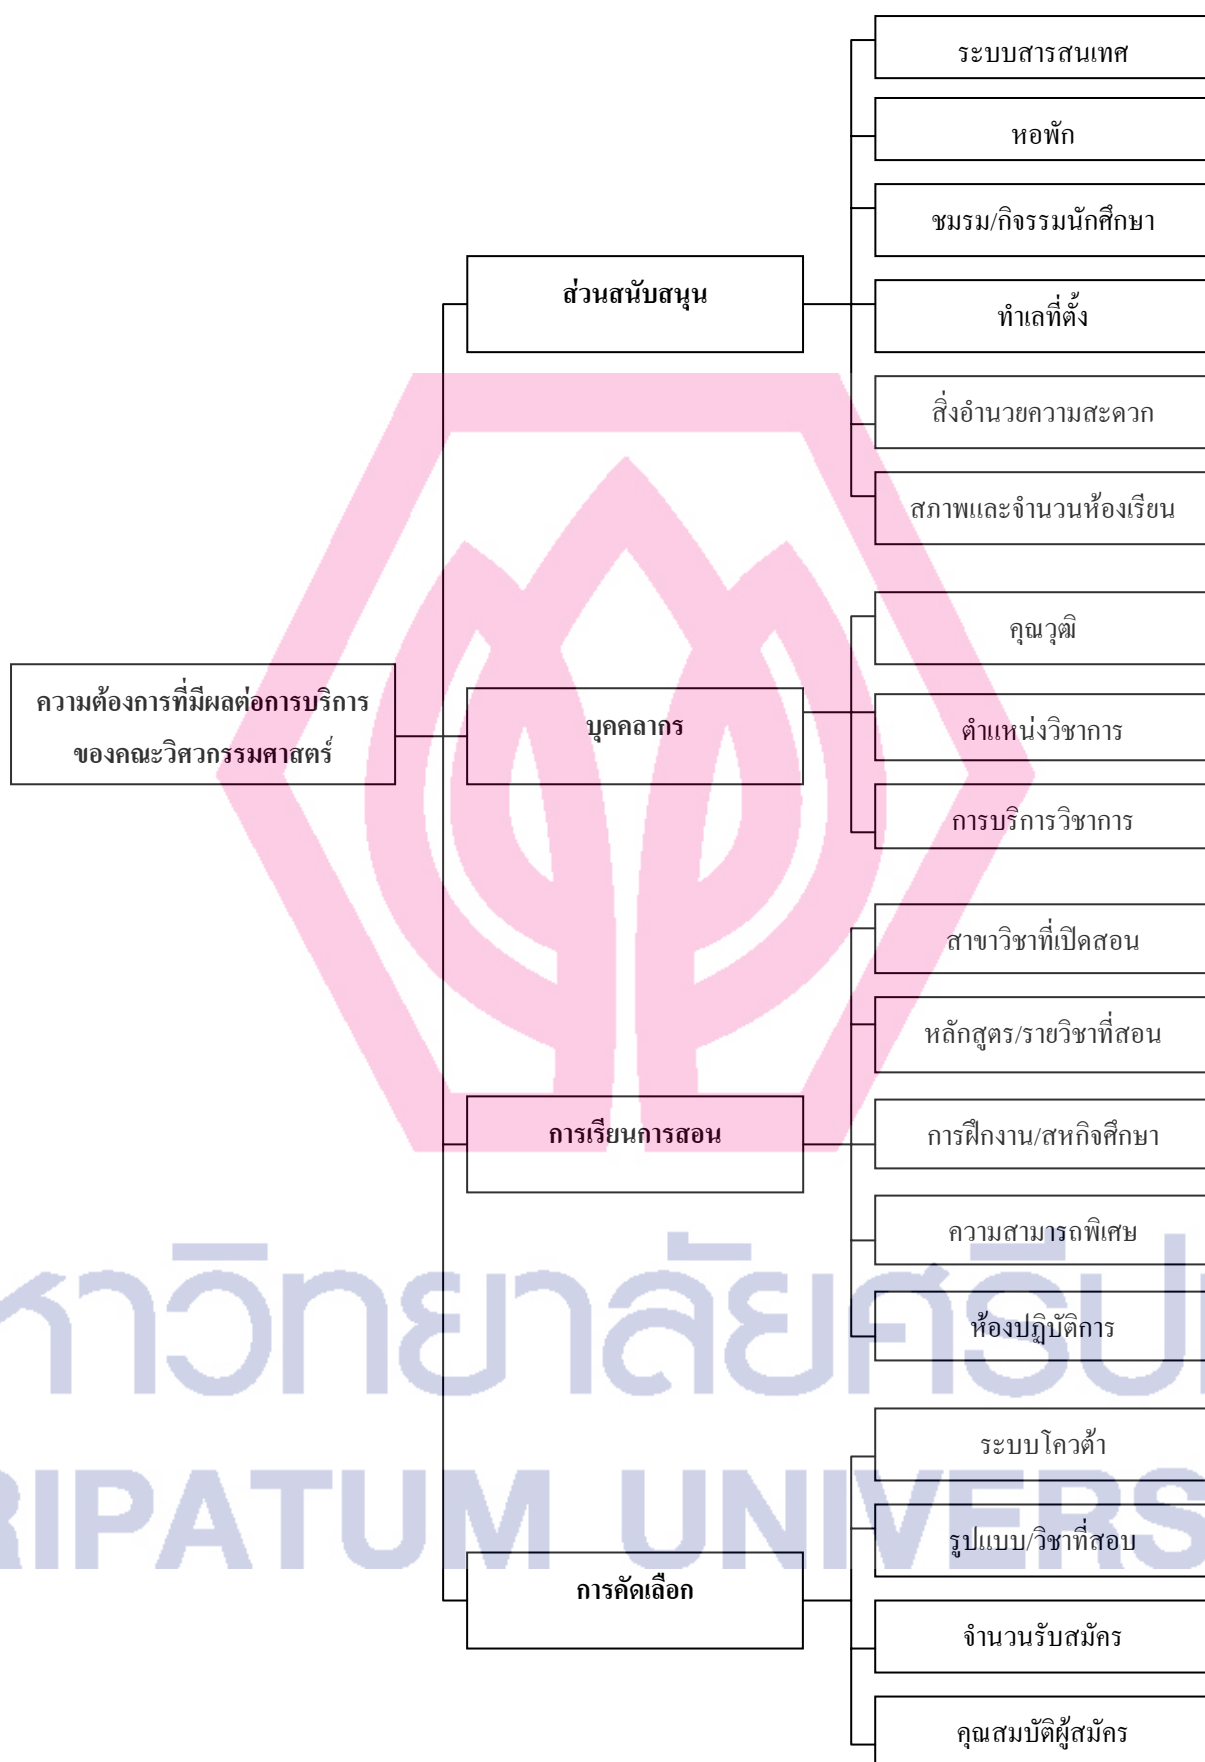 ระบบสารสนเทศ
หอพัก
ชมรม/กิจรรมนักศึกษา
ส่วนสนับสนุน
ทำเลที่ตั้ง
สิ่งอำนวยความสะดวก
สภาพและจำนวนห้องเรียน
คุณวุฒิ
ความต้องการที่มีผลต่อการบริการ
ของคณะวิศวกรรมศาสตร์
บุคคลากร
ตำแหน่งวิชาการ
การบริการวิชาการ
สาขาวิชาที่เปิดสอน
หลักสูตร/รายวิชาที่สอน
การเรียนการสอน
การฝึกงาน/สหกิจศึกษา
ความสามารถพิเศษ
ห้องปฏิบัติการ
ระบบโควต้า
รูปแบบ/วิชาที่สอบ
การคัดเลือก
จำนวนรับสมัคร
คุณสมบัติผู้สมัคร
หาวิทยาลัยศรีป
RIPATUM UNIVERS